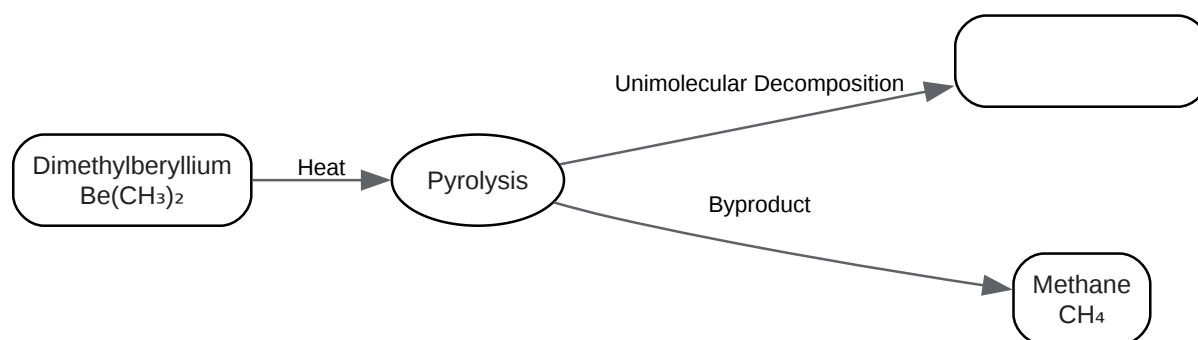 Unimolecular Decomposition
Dimethylberyllium
Be(CH₃)₂
Heat
Pyrolysis
Byproduct
Methane
CH₄